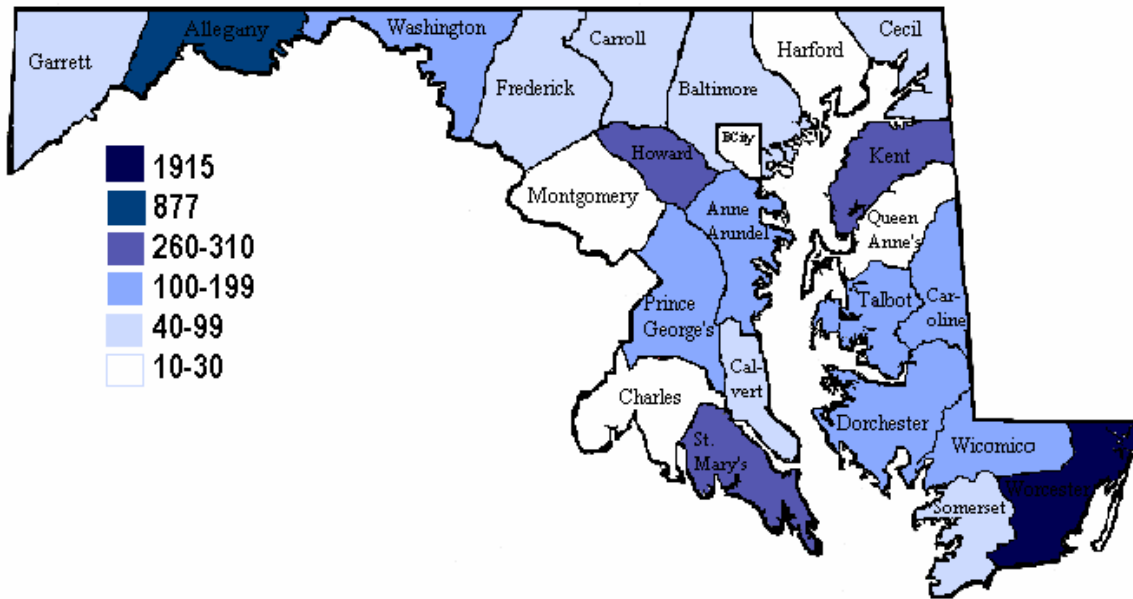 Garrett
Allegany
Washington
Frederick
Carroll
Baltimore
Harford
Cecil
BCity
Howard
Montgomery
Kent
Queen
Anne's
Anne
Arundel
Prince
George's
Talbot
Car-
oline
Cal-
vert
Charles
St.
Mary's
Dorchester
Wicomico
Worcester
Somerset
1915
877
260-310
100-199
40-99
10-30